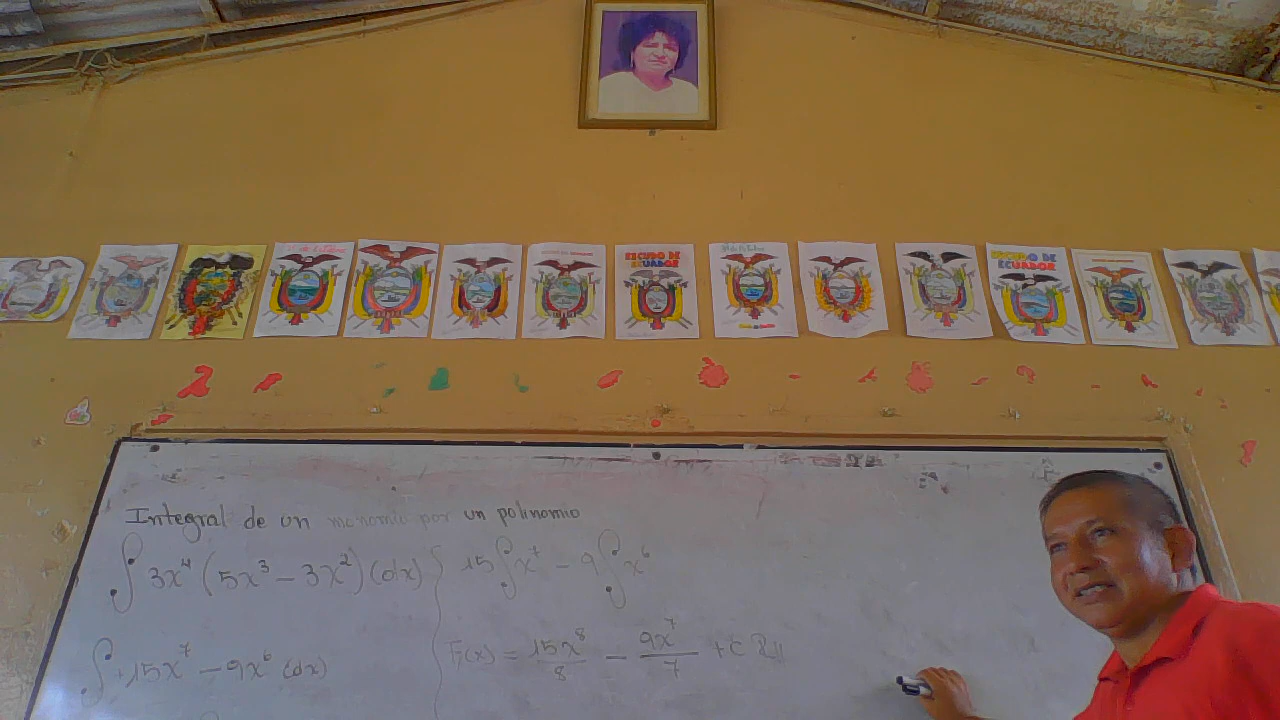 ESCUDO DE
ECUADOR
ESCUDO DE
ECUADOR
Integral de un monomio por un polinomio
∫ 3x⁴ (5x³ − 3x²) (dx)
∫ +15x⁷ − 9x⁶ (dx)
15 ∫ x⁷ − 9 ∫ x⁶
F(x) = 15x⁸/8 − 9x⁷/7 + C R//